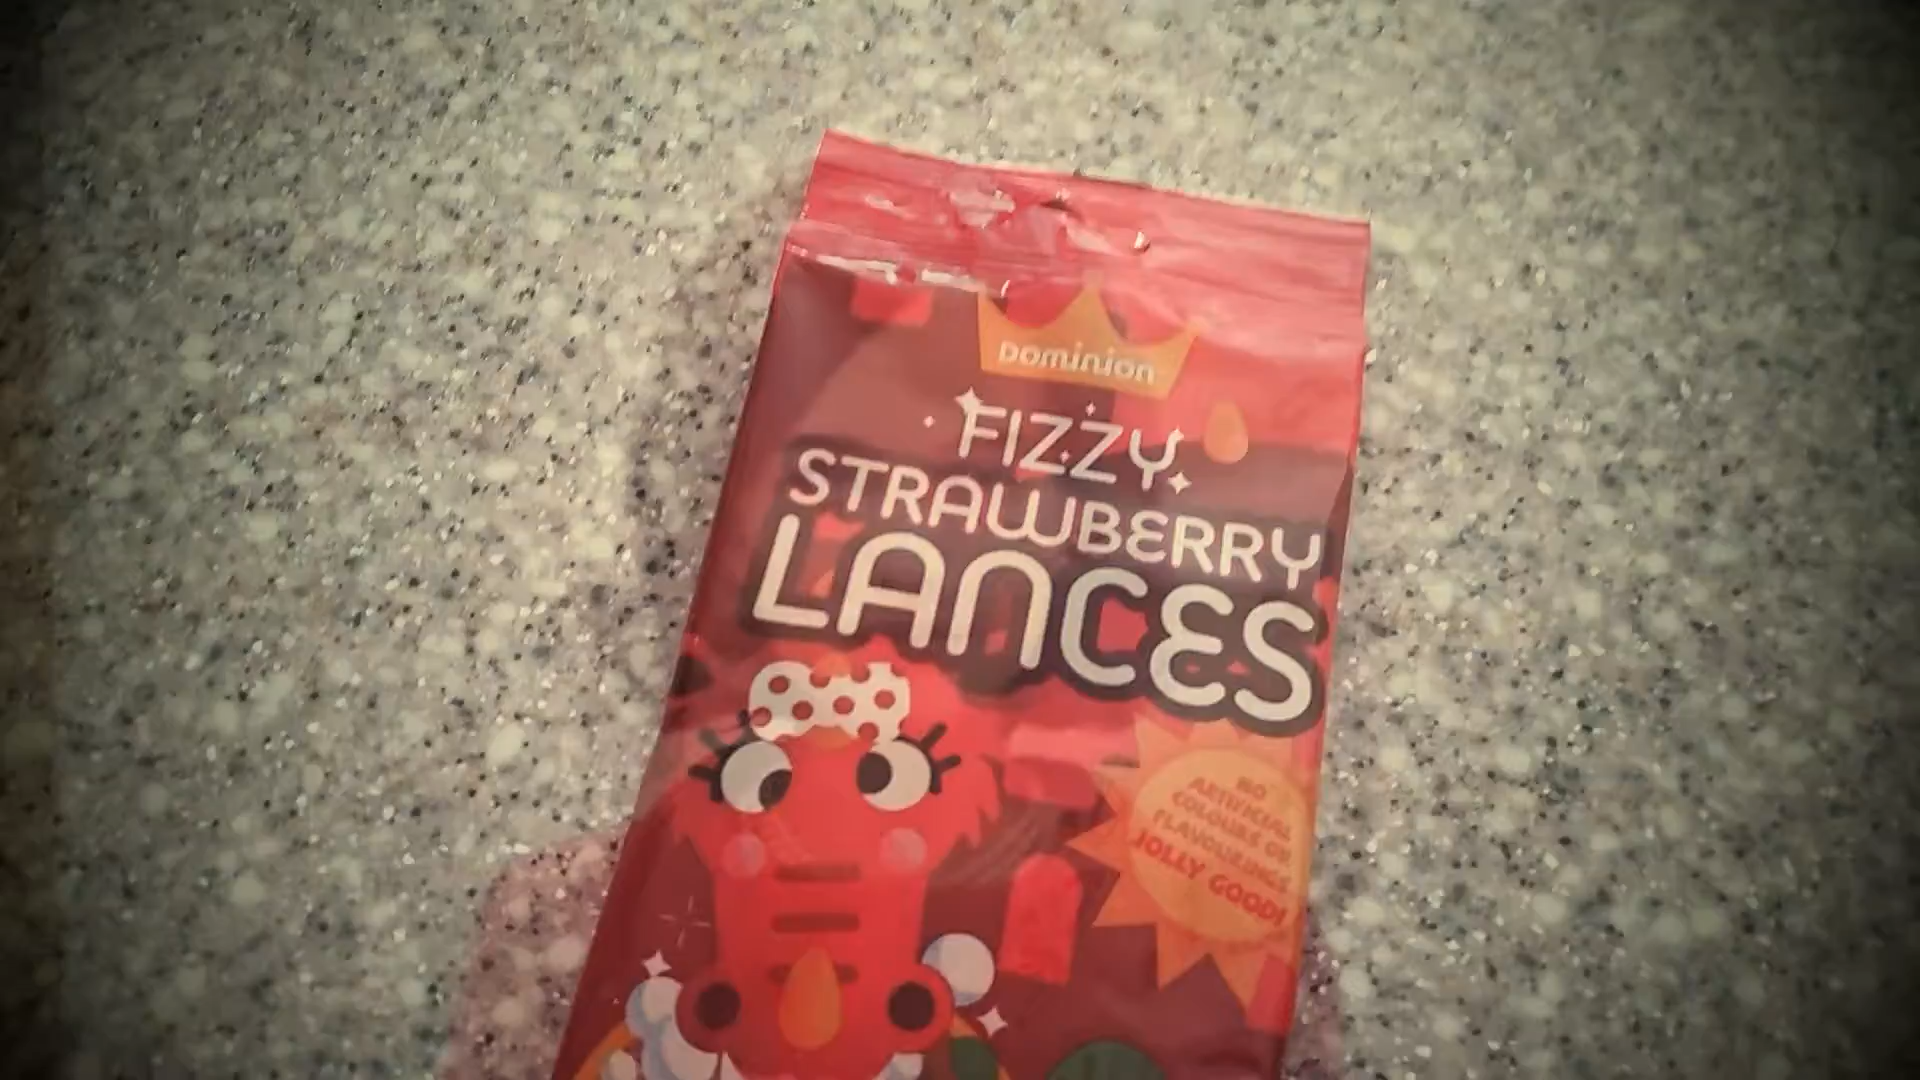 Dominion
FIZZY
STRAWBERRY
LANCES
NO
ARTIFICIAL
COLOURS OR
FLAVOURINGS
JOLLY GOOD!